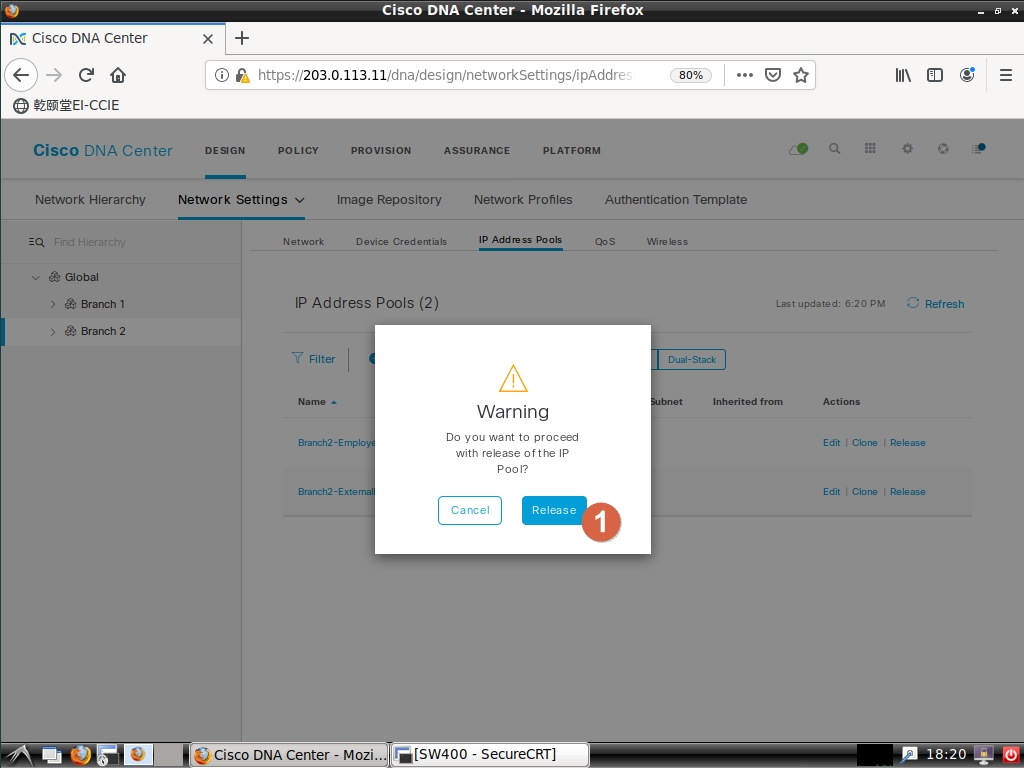 Cisco DNA Center - Mozilla Firefox
Cisco DNA Center
https://203.0.113.11/dna/design/networkSettings/ipAddres
80%
乾颐堂EI-CCIE
Cisco DNA Center
DESIGN
POLICY
PROVISION
ASSURANCE
PLATFORM
Network Hierarchy
Network Settings
Image Repository
Network Profiles
Authentication Template
Find Hierarchy
Global
Branch 1
Branch 2
Network
Device Credentials
IP Address Pools
QoS
Wireless
IP Address Pools (2)
Last updated: 6:20 PM
Refresh
Filter
Dual-Stack
Name
Subnet
Inherited from
Actions
Branch2-Employe
Edit | Clone | Release
Branch2-External
Edit | Clone | Release
Warning
Do you want to proceed
with release of the IP
Pool?
Cancel
Release
1
Cisco DNA Center - Mozi...
[SW400 - SecureCRT]
18:20